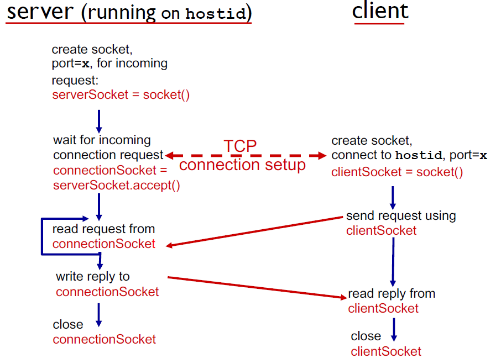 server (running on hostid)
client
create socket,
port=x, for incoming
request:
serverSocket = socket()
wait for incoming
connection request
connectionSocket =
serverSocket.accept()
TCP
connection setup
create socket,
connect to hostid, port=x
clientSocket = socket()
read request from
connectionSocket
send request using
clientSocket
write reply to
connectionSocket
read reply from
clientSocket
close
connectionSocket
close
clientSocket